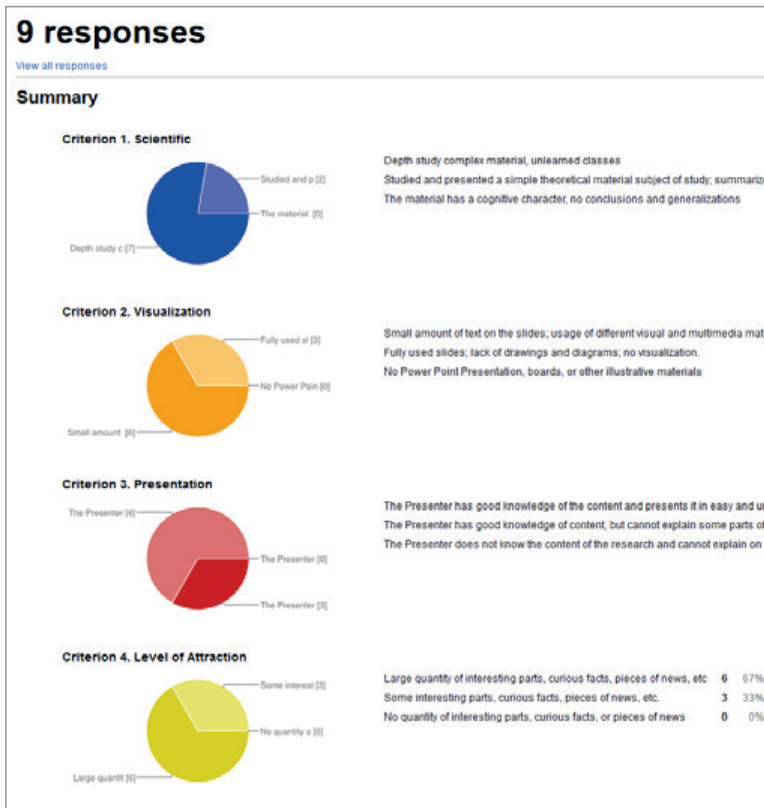 9 responses
View all responses
Summary
Criterion 1. Scientific
Studied and p [2]
The material [0]
Depth study c [7]
Depth study complex material, unlearned classes
Studied and presented a simple theoretical material subject of study; summarize
The material has a cognitive character, no conclusions and generalizations
Criterion 2. Visualization
Fully used sl [3]
No Power Poin [0]
Small amount [6]
Small amount of text on the slides; usage of different visual and multimedia mat
Fully used slides; lack of drawings and diagrams; no visualization.
No Power Point Presentation, boards, or other illustrative materials
Criterion 3. Presentation
The Presenter [6]
The Presenter [0]
The Presenter [3]
The Presenter has good knowledge of the content and presents it in easy and u
The Presenter has good knowledge of content, but cannot explain some parts of
The Presenter does not know the content of the research and cannot explain on
Criterion 4. Level of Attraction
Some interest [3]
No quantity o [0]
Large quantit [6]
Large quantity of interesting parts, curious facts, pieces of news, etc 6 67%
Some interesting parts, curious facts, pieces of news, etc. 3 33%
No quantity of interesting parts, curious facts, or pieces of news 0 0%